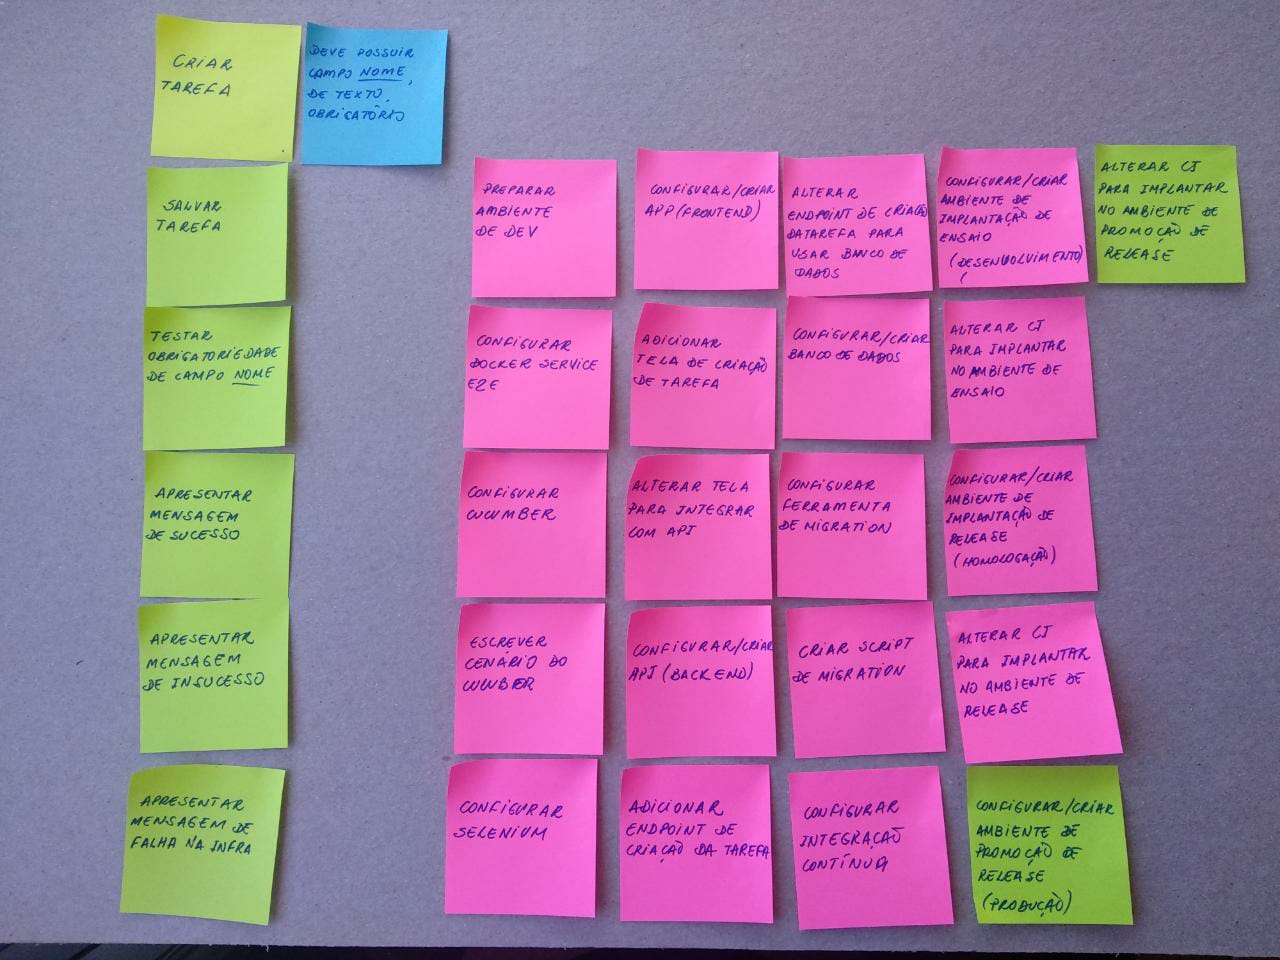 CRIAR
TAREFA
DEVE POSSUIR
CAMPO NOME,
DE TEXTO,
OBRIGATÓRIO
SALVAR
TAREFA
TESTAR
OBRIGATORIEDADE
DE CAMPO NOME
APRESENTAR
MENSAGEM
DE SUCESSO
APRESENTAR
MENSAGEM
DE INSUCESSO
APRESENTAR
MENSAGEM DE
FALHA NA INFRA
PREPARAR
AMBIENTE
DE DEV
CONFIGURAR
DOCKER SERVICE
E2E
CONFIGURAR
CUCUMBER
ESCREVER
CENÁRIO DO
CUCUMBER
CONFIGURAR
SELENIUM
CONFIGURAR/CRIAR
APP (FRONTEND)
ADICIONAR
TELA DE CRIAÇÃO
DE TAREFA
ALTERAR TELA
PARA INTEGRAR
COM API
CONFIGURAR/CRIAR
API (BACKEND)
ADICIONAR
ENDPOINT DE
CRIAÇÃO DA TAREFA
ALTERAR
ENDPOINT DE CRIAÇÃO
DA TAREFA PARA
USAR BANCO DE
DADOS
CONFIGURAR/CRIAR
BANCO DE DADOS
CONFIGURAR
FERRAMENTA
DE MIGRATION
CRIAR SCRIPT
DE MIGRATION
CONFIGURAR
INTEGRAÇÃO
CONTÍNUA
CONFIGURAR/CRIAR
AMBIENTE DE
IMPLANTAÇÃO DE
ENSAIO
(DESENVOLVIMENTO)
ALTERAR CI
PARA IMPLANTAR
NO AMBIENTE DE
ENSAIO
CONFIGURAR/CRIAR
AMBIENTE DE
IMPLANTAÇÃO DE
RELEASE
(HOMOLOGAÇÃO)
ALTERAR CI
PARA IMPLANTAR
NO AMBIENTE DE
RELEASE
CONFIGURAR/CRIAR
AMBIENTE DE
PROMOÇÃO DE
RELEASE
(PRODUÇÃO)
ALTERAR CI
PARA IMPLANTAR
NO AMBIENTE DE
PROMOÇÃO DE
RELEASE